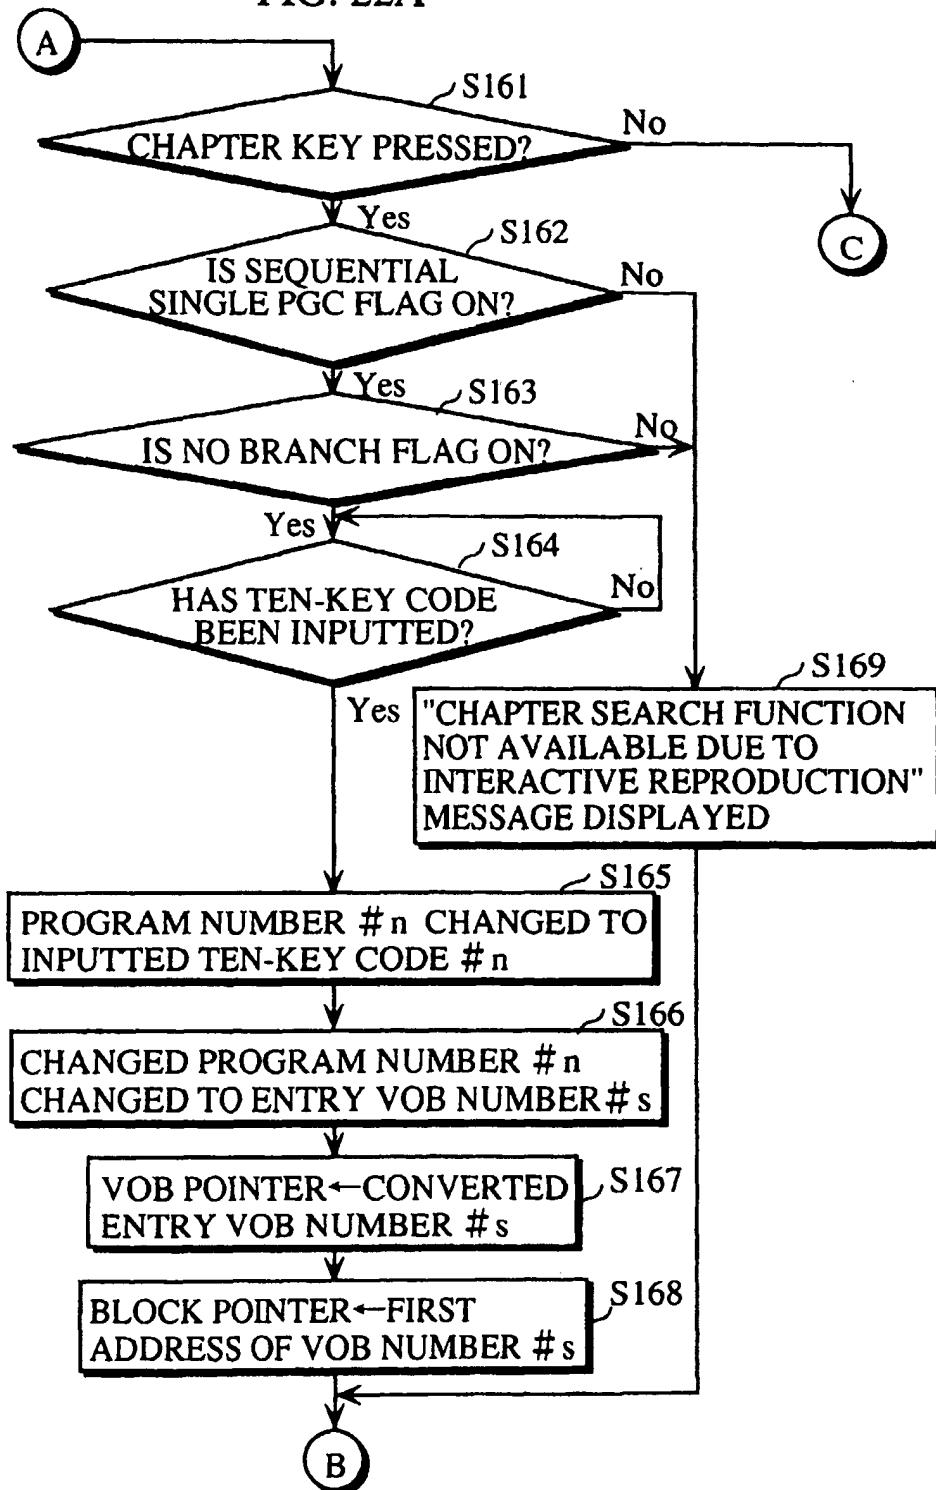 A
S161
CHAPTER KEY PRESSED?
No
Yes
C
S162
IS SEQUENTIAL
SINGLE PGC FLAG ON?
No
Yes
S163
IS NO BRANCH FLAG ON?
No
Yes
S164
HAS TEN-KEY CODE
BEEN INPUTTED?
No
Yes
S169
"CHAPTER SEARCH FUNCTION
NOT AVAILABLE DUE TO
INTERACTIVE REPRODUCTION"
MESSAGE DISPLAYED
S165
PROGRAM NUMBER #n CHANGED TO
INPUTTED TEN-KEY CODE #n
S166
CHANGED PROGRAM NUMBER #n
CHANGED TO ENTRY VOB NUMBER #s
S167
VOB POINTER←CONVERTED
ENTRY VOB NUMBER #s
S168
BLOCK POINTER←FIRST
ADDRESS OF VOB NUMBER #s
B